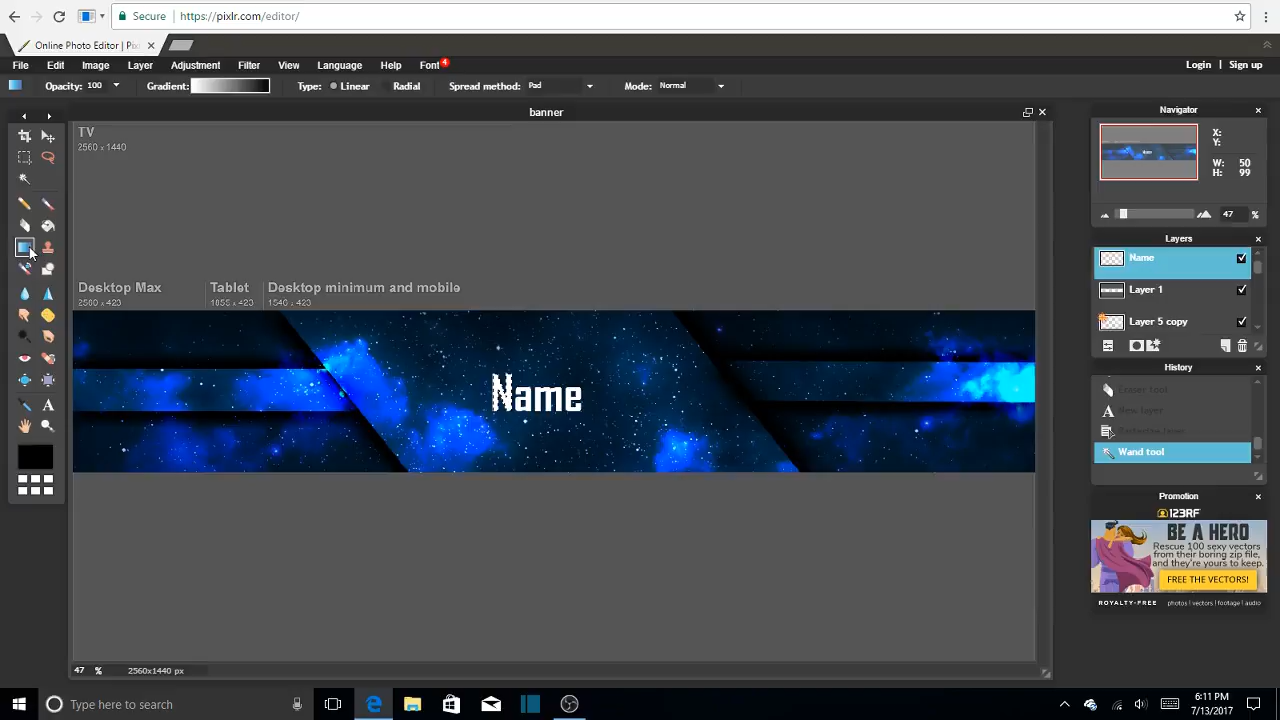 Secure https://pixlr.com/editor/
Online Photo Editor | Pixl
File Edit Image Layer Adjustment Filter View Language Help Font 4 Login | Sign up
Opacity: 100 Gradient: Type: Linear Radial Spread method: Pad Mode: Normal
banner
Navigator
TV
2560 x 1440
X:
Y:
W: 50
H: 99
47 %
Layers
Name
Layer 1
Layer 5 copy
Desktop Max Tablet Desktop minimum and mobile
2560 x 423 1855 x 423 1540 x 423
Name
History
Eraser tool
New layer
Rasterize layer
Wand tool
Promotion
123RF
BE A HERO
Rescue 100 sexy vectors
from their boring zip file,
and they're yours to keep.
FREE THE VECTORS!
ROYALTY-FREE photos | vectors | footage | audio
47 % 2560x1440 px
Type here to search
6:11 PM
7/13/2017